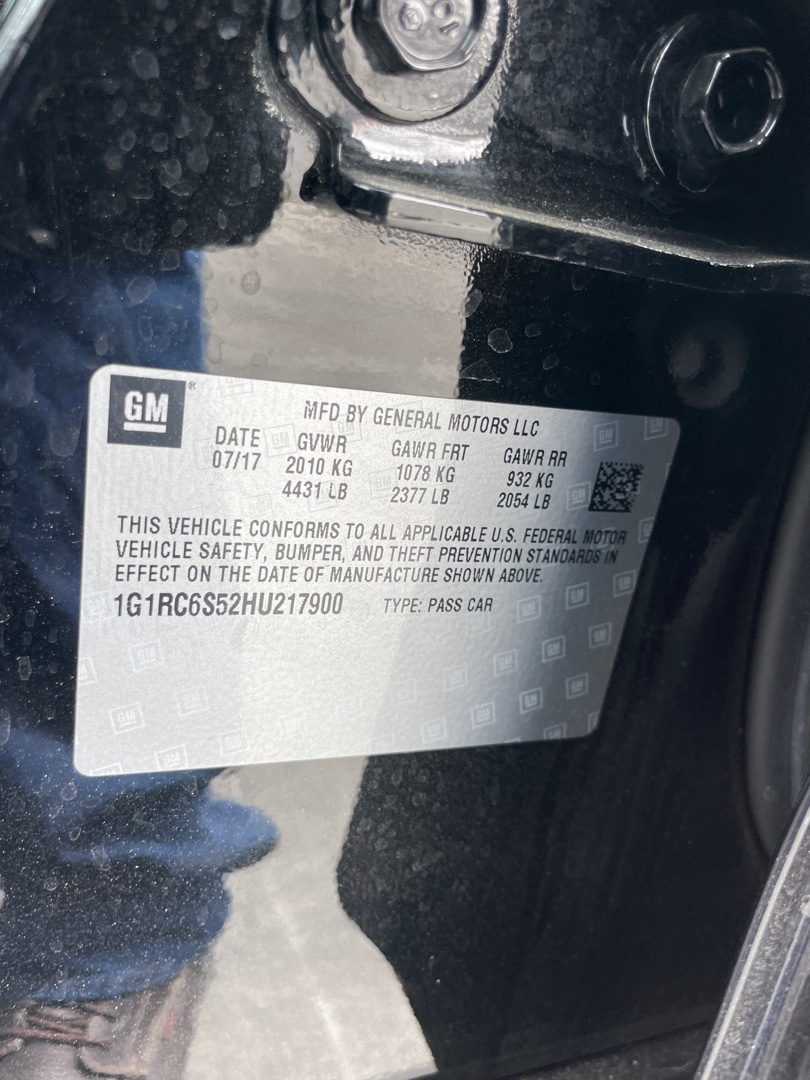 GM®
MFD BY GENERAL MOTORS LLC
DATE GVWR GAWR FRT GAWR RR
07/17 2010 KG 1078 KG 932 KG
4431 LB 2377 LB 2054 LB
THIS VEHICLE CONFORMS TO ALL APPLICABLE U.S. FEDERAL MOTOR
VEHICLE SAFETY, BUMPER, AND THEFT PREVENTION STANDARDS IN
EFFECT ON THE DATE OF MANUFACTURE SHOWN ABOVE.
1G1RC6S52HU217900 TYPE: PASS CAR